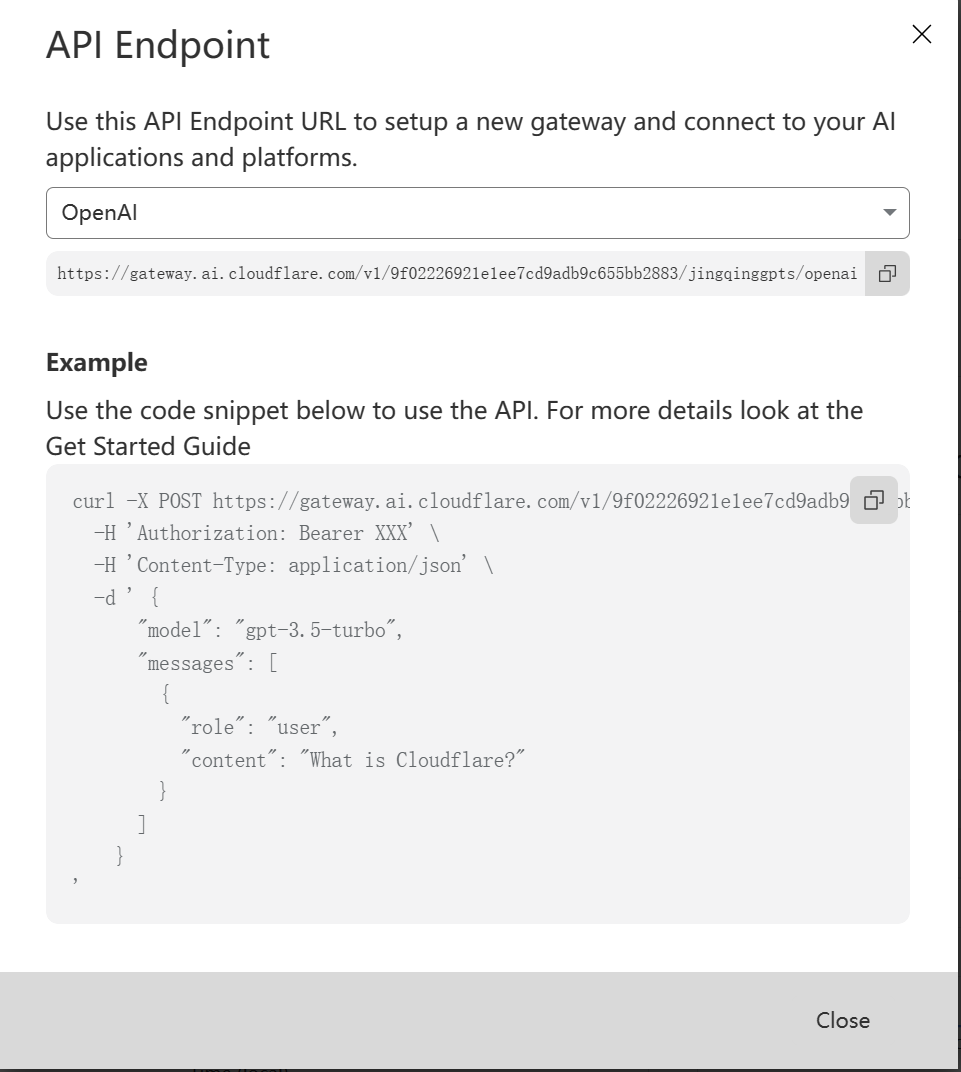 API Endpoint
Use this API Endpoint URL to setup a new gateway and connect to your AI
applications and platforms.
OpenAI
https://gateway.ai.cloudflare.com/v1/9f02226921e1ee7cd9adb9c655bb2883/jingqinggpts/openai
Example
Use the code snippet below to use the API. For more details look at the
Get Started Guide
curl -X POST https://gateway.ai.cloudflare.com/v1/9f02226921e1ee7cd9adb9
-H 'Authorization: Bearer XXX' \
-H 'Content-Type: application/json' \
-d ' {
"model": "gpt-3.5-turbo",
"messages": [
{
"role": "user",
"content": "What is Cloudflare?"
}
]
}
'
Close